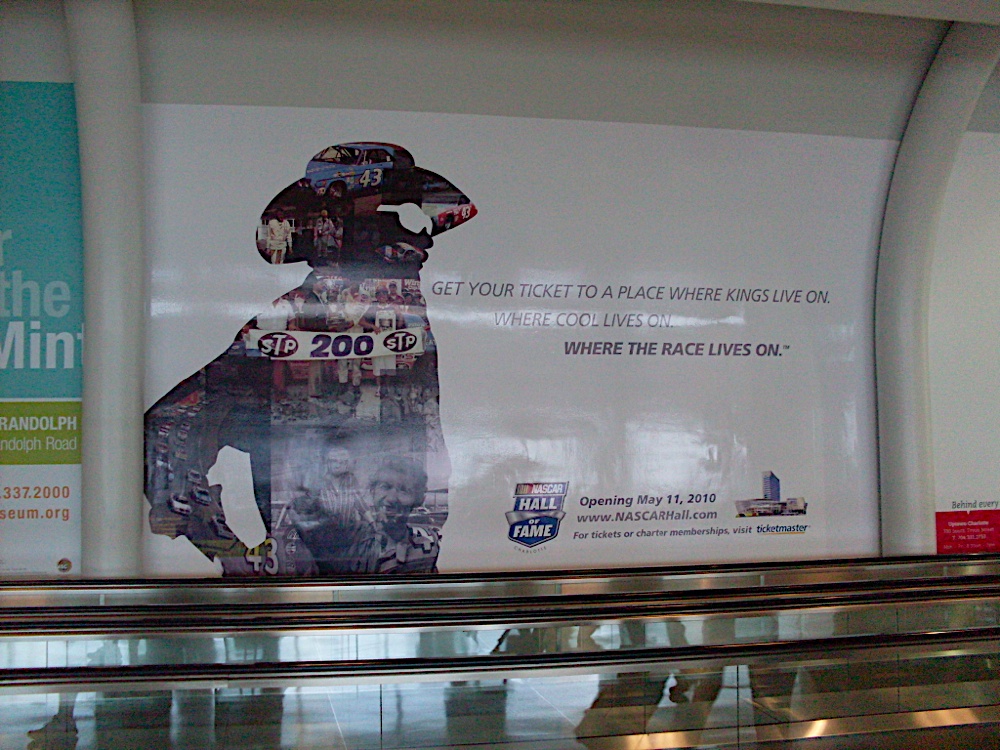 the
Mint
RANDOLPH
ndolph Road
.337.2000
seum.org
43
43
STP 200 STP
43
GET YOUR TICKET TO A PLACE WHERE KINGS LIVE ON.
WHERE COOL LIVES ON.
WHERE THE RACE LIVES ON.™
NASCAR
HALL
OF
FAME
CHARLOTTE
Opening May 11, 2010
www.NASCARHall.com
For tickets or charter memberships, visit ticketmaster
Behind every
Uptown Charlotte